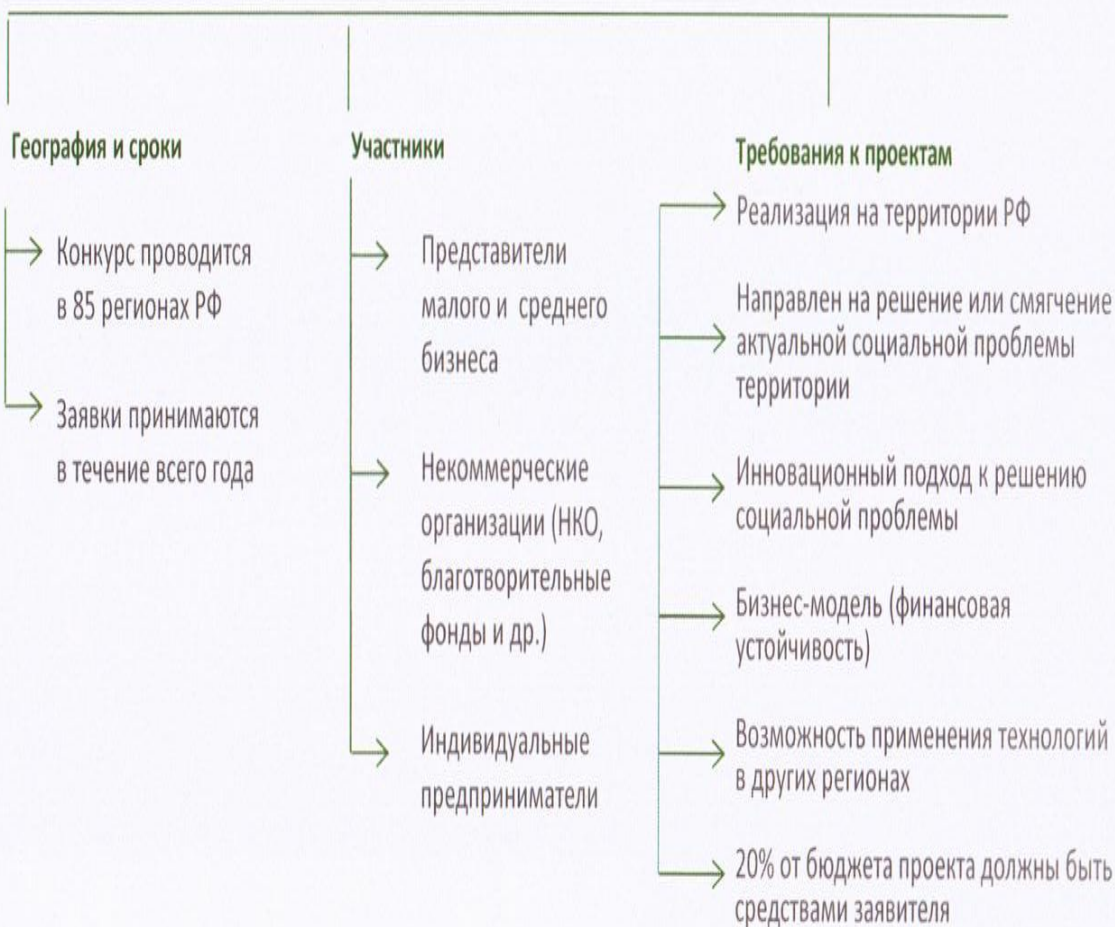 География и сроки
Конкурс проводится
в 85 регионах РФ
Заявки принимаются
в течение всего года
Участники
Представители
малого и среднего
бизнеса
Некоммерческие
организации (НКО,
благотворительные
фонды и др.)
Индивидуальные
предприниматели
Требования к проектам
Реализация на территории РФ
Направлен на решение или смягчение
актуальной социальной проблемы
территории
Инновационный подход к решению
социальной проблемы
Бизнес-модель (финансовая
устойчивость)
Возможность применения технологий
в других регионах
20% от бюджета проекта должны быть
средствами заявителя